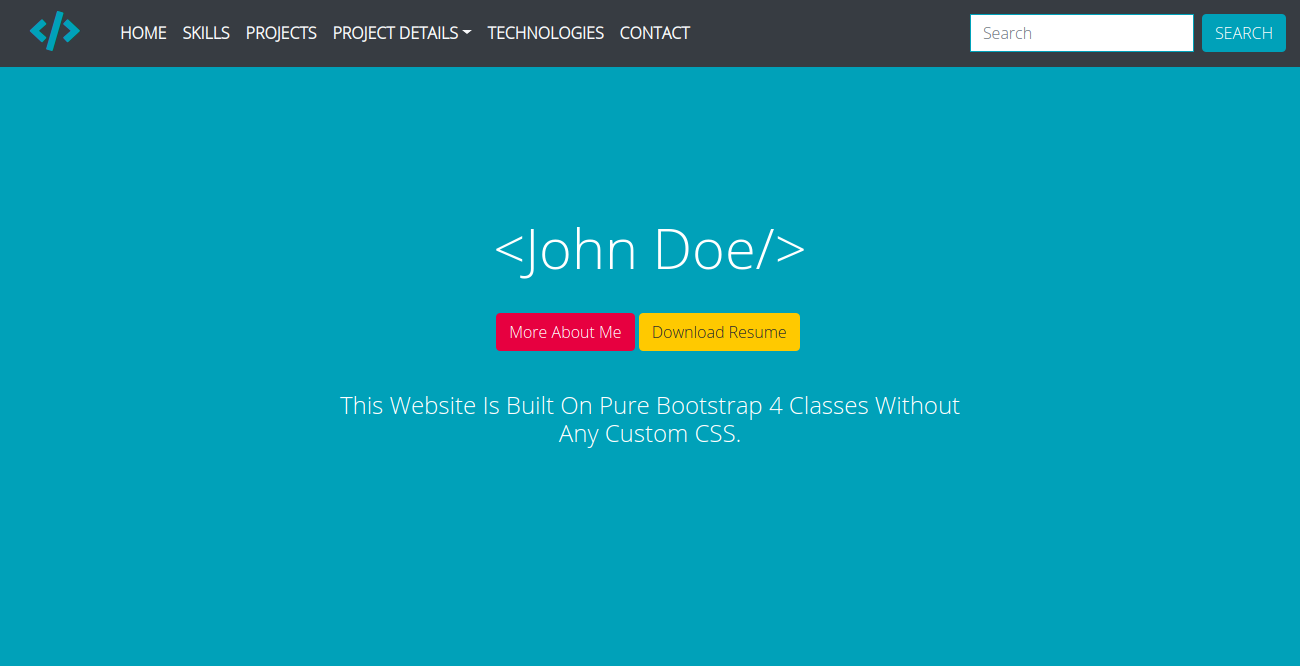 </>
HOME SKILLS PROJECTS PROJECT DETAILS TECHNOLOGIES CONTACT Search SEARCH
<John Doe/>
More About Me Download Resume
This Website Is Built On Pure Bootstrap 4 Classes Without
Any Custom CSS.